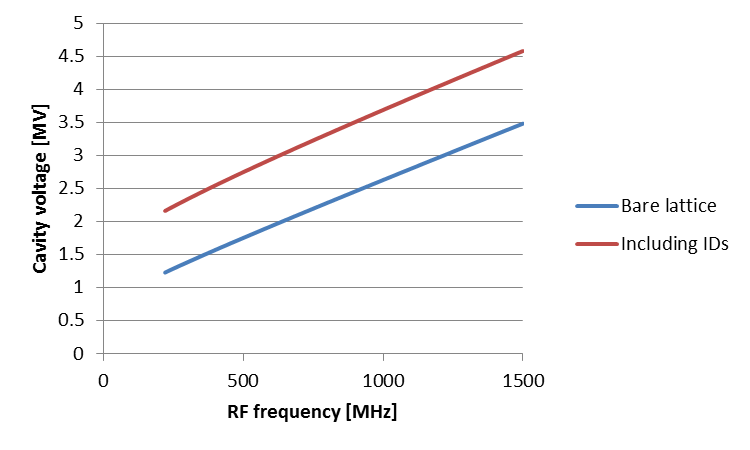 5
4.5
4
3.5
3
2.5
2
1.5
1
0.5
0
Cavity voltage [MV]
0 500 1000 1500
RF frequency [MHz]
Bare lattice
Including IDs